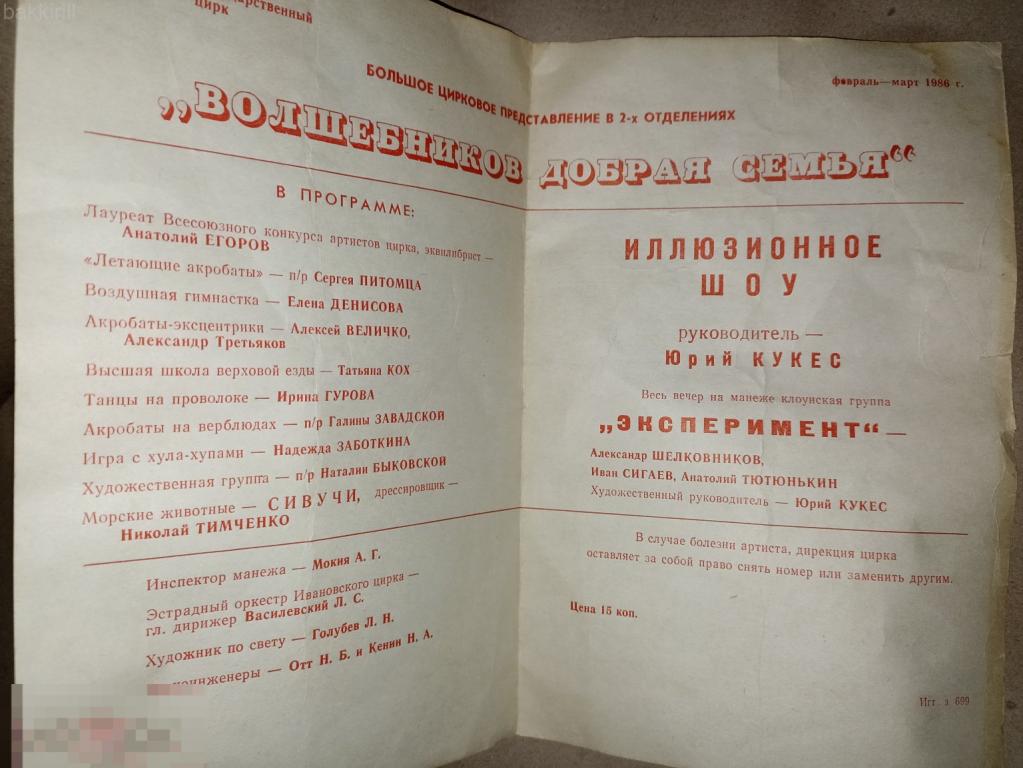 bakkirill
цирк
БОЛЬШОЕ ЦИРКОВОЕ ПРЕДСТАВЛЕНИЕ В 2-х ОТДЕЛЕНИЯХ
февраль—март 1986 г.
„ВОЛШЕБНИКОВ ДОБРАЯ СЕМЬЯ“
В ПРОГРАММЕ:
Лауреат Всесоюзного конкурса артистов цирка, эквилибрист —
Анатолий ЕГОРОВ
«Летающие акробаты» — п/р Сергея ПИТОМЦА
Воздушная гимнастка — Елена ДЕНИСОВА
Акробаты-эксцентрики — Алексей ВЕЛИЧКО,
Александр Третьяков
Высшая школа верховой езды — Татьяна КОХ
Танцы на проволоке — Ирина ГУРОВА
Акробаты на верблюдах — п/р Галины ЗАВАДСКОЙ
Игра с хула-хупами — Надежда ЗАБОТКИНА
Художественная группа — п/р Наталии БЫКОВСКОЙ
Морские животные — СИВУЧИ, дрессировщик —
Николай ТИМЧЕНКО
Инспектор манежа — Мокия А. Г.
Эстрадный оркестр Ивановского цирка —
гл. дирижер Василевский Л. С.
Художник по свету — Голубев Л. Н.
— Отт Н. Б. и Кенин Н. А.
ИЛЛЮЗИОННОЕ
ШОУ
руководитель —
Юрий КУКЕС
Весь вечер на манеже клоунская группа
„ЭКСПЕРИМЕНТ“ —
Александр ШЕЛКОВНИКОВ,
Иван СИГАЕВ, Анатолий ТЮТЮНЬКИН
Художественный руководитель — Юрий КУКЕС
В случае болезни артиста, дирекция цирка
оставляет за собой право снять номер или заменить другим.
Цена 15 коп.
Игт. з 699